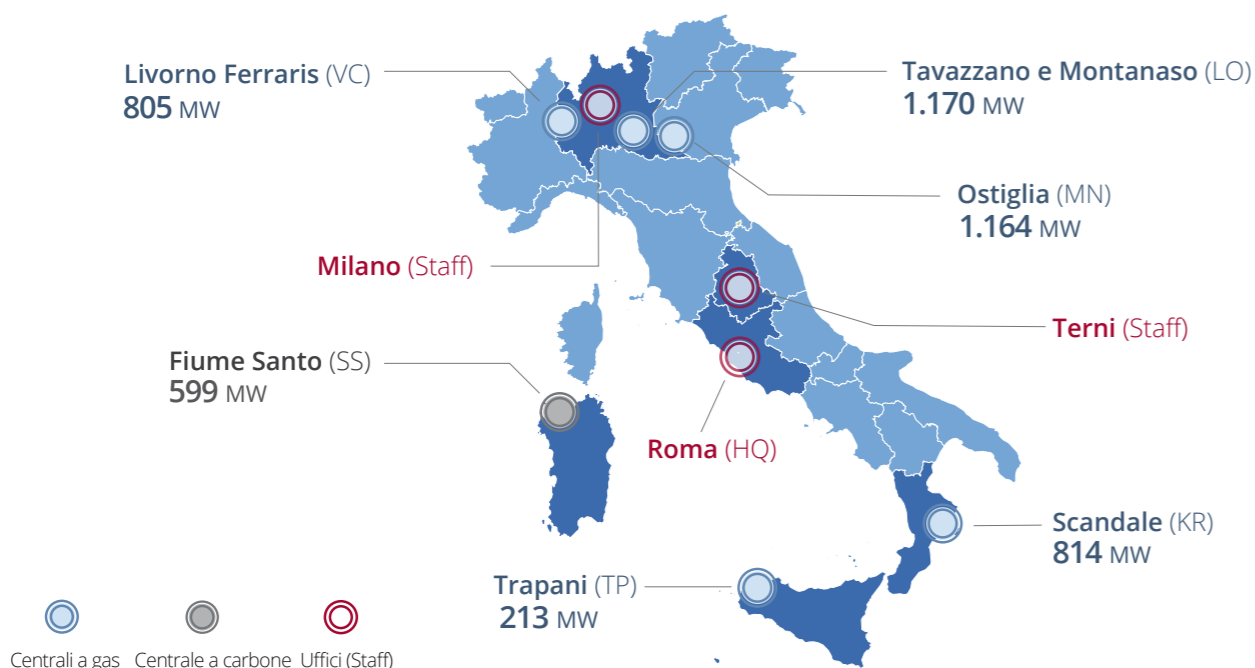 Livorno Ferraris (VC)
805 MW
Tavazzano e Montanaso (LO)
1.170 MW
Ostiglia (MN)
1.164 MW
Milano (Staff)
Terni (Staff)
Fiume Santo (SS)
599 MW
Roma (HQ)
Scandale (KR)
814 MW
Trapani (TP)
213 MW
Centrali a gas
Centrale a carbone
Uffici (Staff)